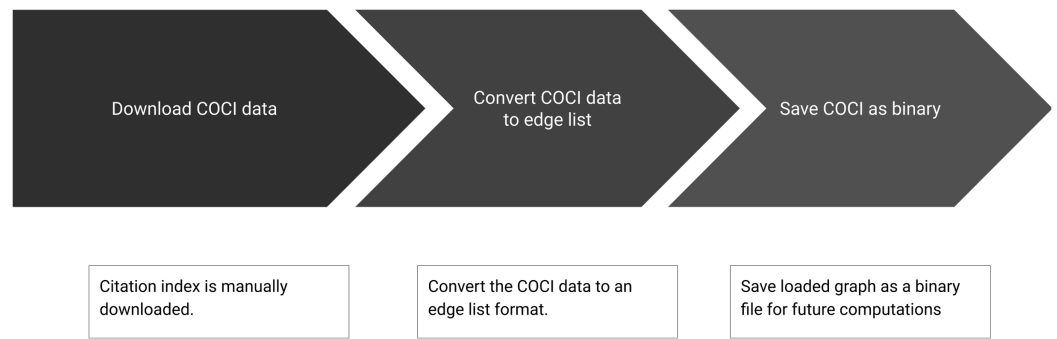 Download COCI data
Convert COCI data
to edge list
Save COCI as binary
Citation index is manually
downloaded.
Convert the COCI data to an
edge list format.
Save loaded graph as a binary
file for future computations